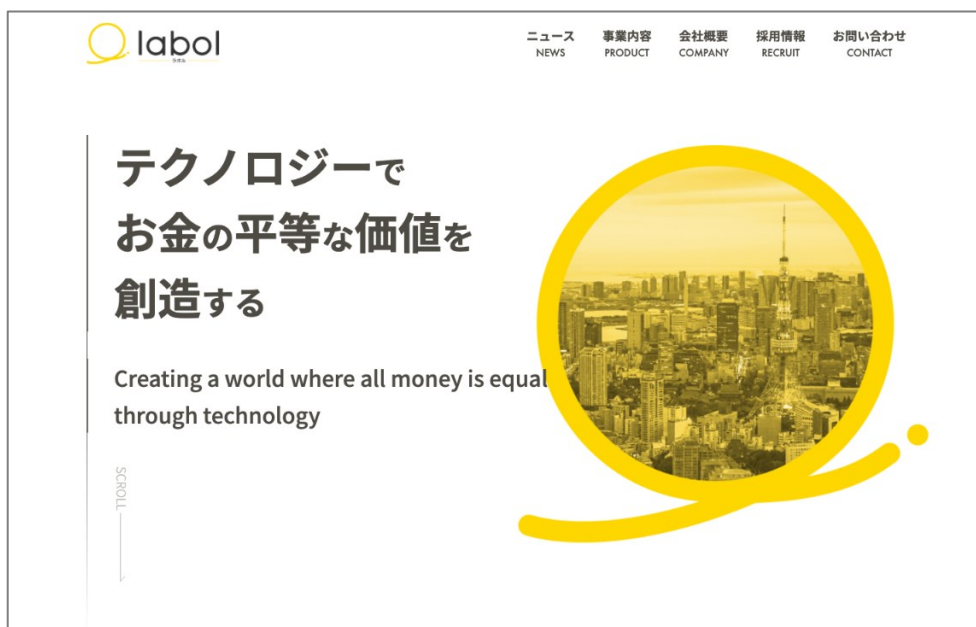 labol
ラボル
ニュース 事業内容 会社概要 採用情報 お問い合わせ
NEWS PRODUCT COMPANY RECRUIT CONTACT
テクノロジーで
お金の平等な価値を
創造する
Creating a world where all money is equal
through technology
SCROLL